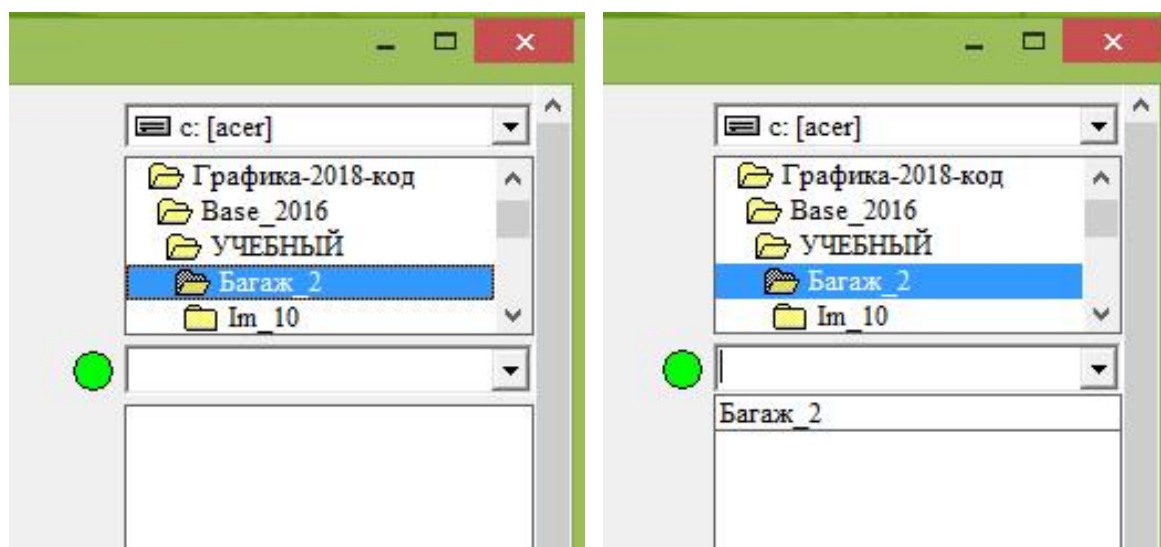 c: [acer]
Графика-2018-код
Base_2016
УЧЕБНЫЙ
Багаж_2
Im_10
c: [acer]
Графика-2018-код
Base_2016
УЧЕБНЫЙ
Багаж_2
Im_10
Багаж_2